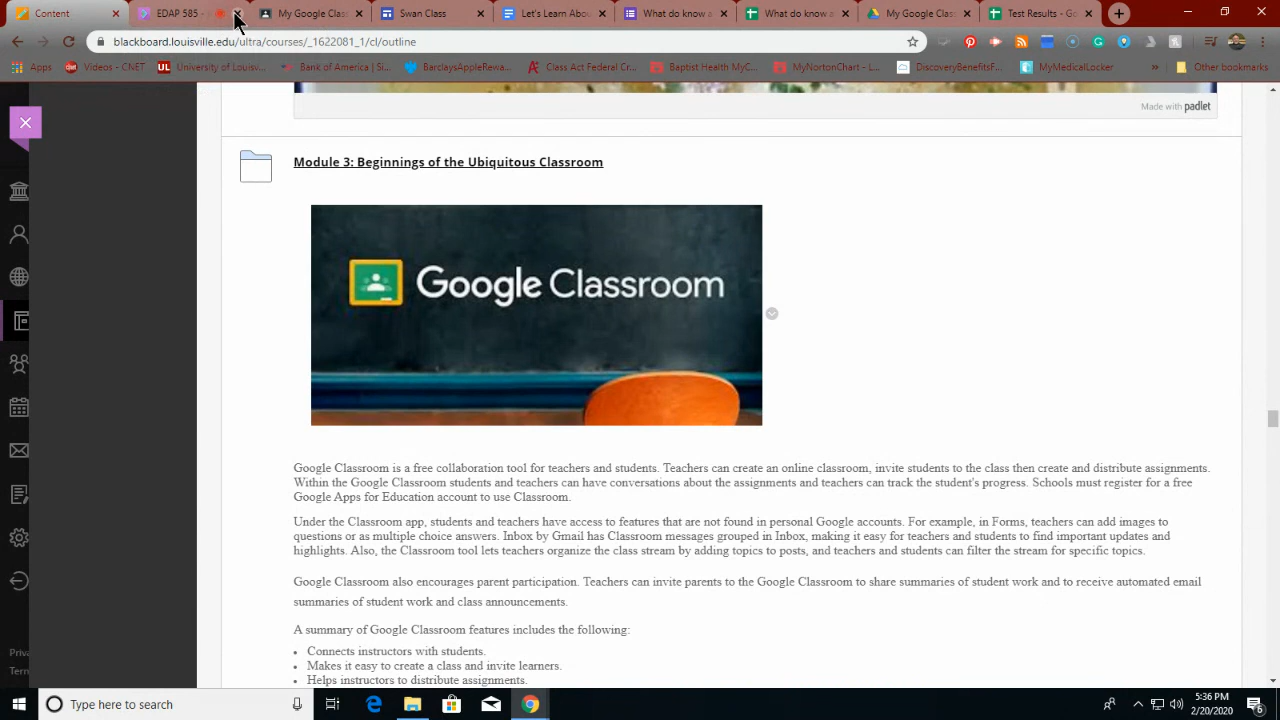 Content
EDAP 585 -
My Google Class
Swan Class
Let's Learn Abou
What do know a
What do know a
My Google Class
Test Results - Go
blackboard.louisville.edu/ultra/courses/_1622081_1/cl/outline
Apps
Videos - CNET
University of Louisv...
Bank of America | Si...
BarclaysAppleRewa...
Class Act Federal Cr...
Baptist Health MyC...
MyNortonChart - L...
DiscoveryBenefitsF...
MyMedicalLocker
»
Other bookmarks
Made with padlet
Module 3: Beginnings of the Ubiquitous Classroom
Google Classroom
Google Classroom is a free collaboration tool for teachers and students. Teachers can create an online classroom, invite students to the class then create and distribute assignments.
Within the Google Classroom students and teachers can have conversations about the assignments and teachers can track the student's progress. Schools must register for a free
Google Apps for Education account to use Classroom.
Under the Classroom app, students and teachers have access to features that are not found in personal Google accounts. For example, in Forms, teachers can add images to
questions or as multiple choice answers. Inbox by Gmail has Classroom messages grouped in Inbox, making it easy for teachers and students to find important updates and
highlights. Also, the Classroom tool lets teachers organize the class stream by adding topics to posts, and teachers and students can filter the stream for specific topics.
Google Classroom also encourages parent participation. Teachers can invite parents to the Google Classroom to share summaries of student work and to receive automated email
summaries of student work and class announcements.
A summary of Google Classroom features includes the following:
• Connects instructors with students.
• Makes it easy to create a class and invite learners.
• Helps instructors to distribute assignments.
Priva
Term
Type here to search
5:36 PM
2/20/2020
6